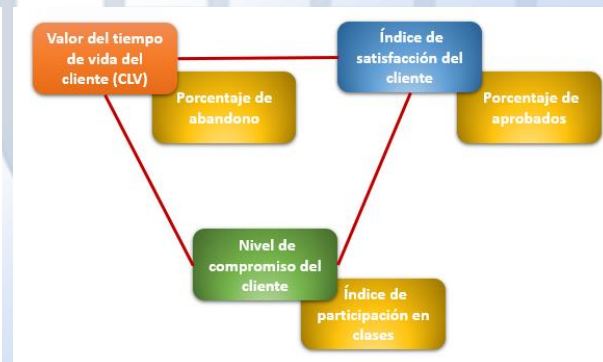 Valor del tiempo
de vida del
cliente (CLV)
Porcentaje de
abandono
Índice de
satisfacción del
cliente
Porcentaje de
aprobados
Nivel de
compromiso del
cliente
Índice de
participación en
clases